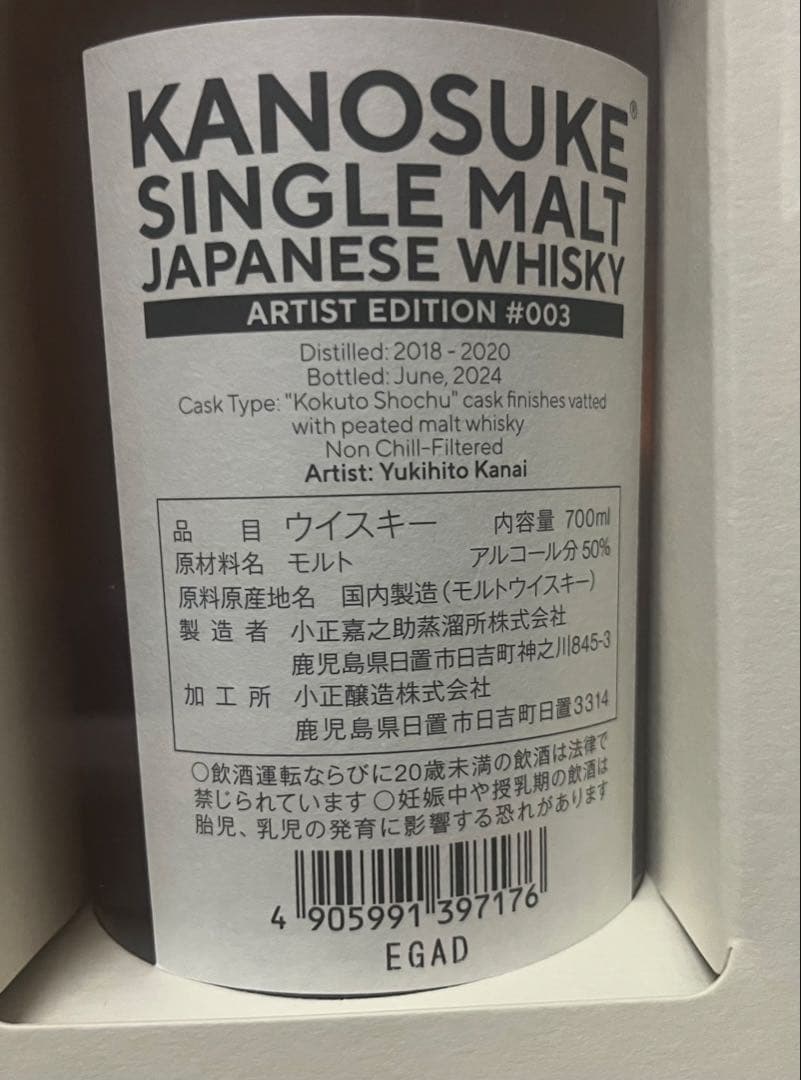 KANOSUKE®
SINGLE MALT
JAPANESE WHISKY
ARTIST EDITION #003
Distilled: 2018 - 2020
Bottled: June, 2024
Cask Type: "Kokuto Shochu" cask finishes vatted
with peated malt whisky
Non Chill-Filtered
Artist: Yukihito Kanai
品目 ウイスキー 内容量 700ml
原材料名 モルト アルコール分 50%
原料原産地名 国内製造(モルトウイスキー)
製造者 小正嘉之助蒸溜所株式会社
鹿児島県日置市日吉町神之川845-3
加工所 小正醸造株式会社
鹿児島県日置市日吉町日置3314
○飲酒運転ならびに20歳未満の飲酒は法律で
禁じられています ○妊娠中や授乳期の飲酒は
胎児、乳児の発育に影響する恐れがあります
4 905991 397176
EGAD